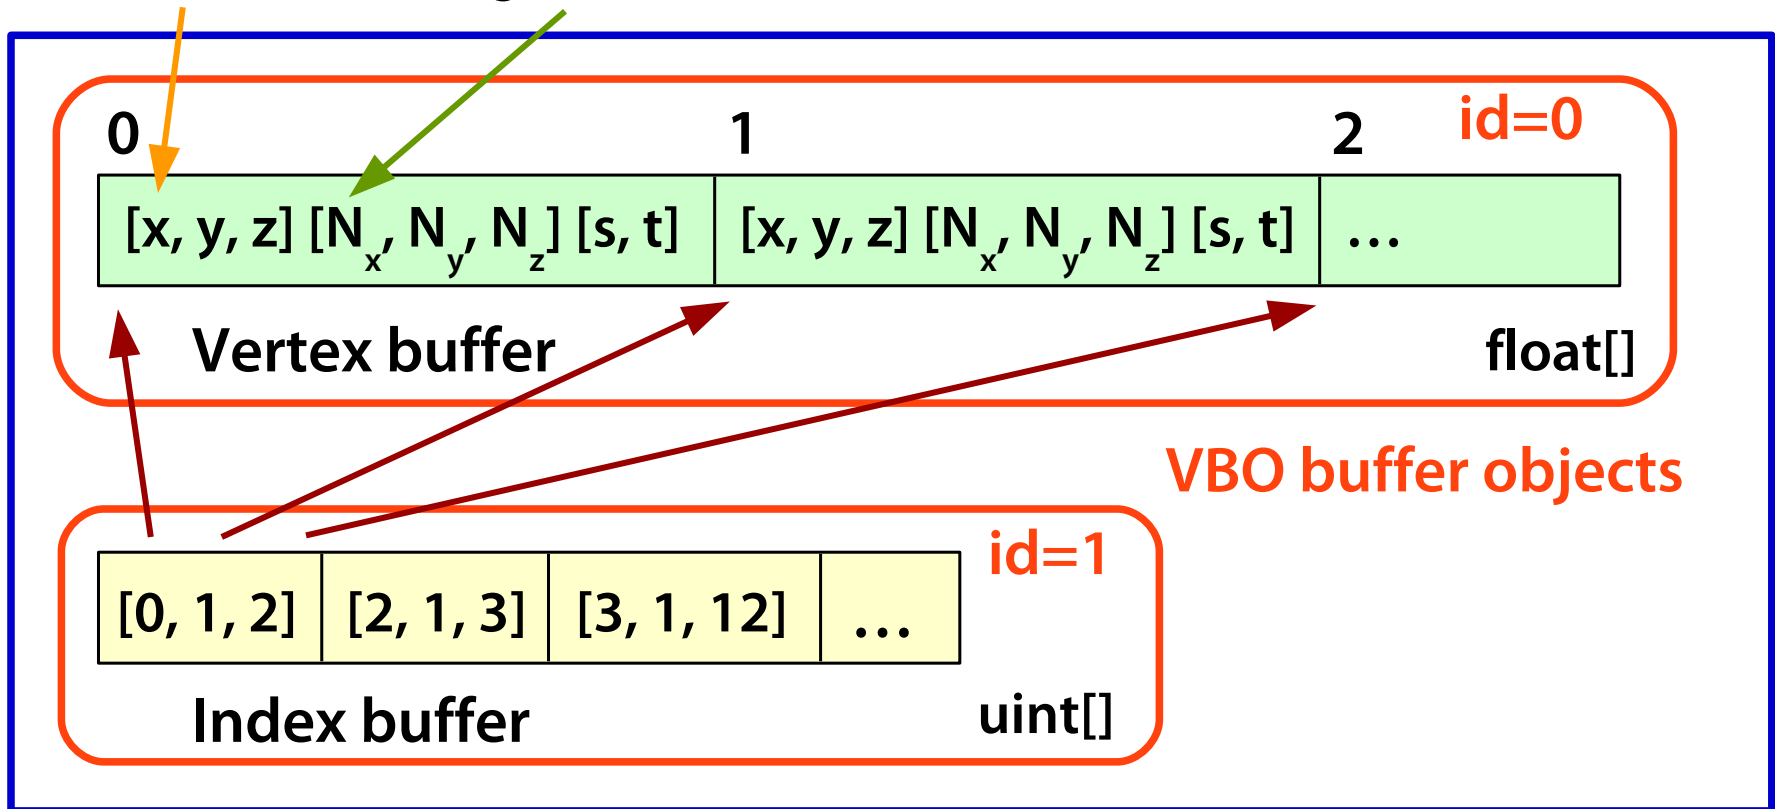 0 1 2 id=0
[x, y, z] [Nx, Ny, Nz] [s, t] [x, y, z] [Nx, Ny, Nz] [s, t] …
Vertex buffer float[]
VBO buffer objects
id=1
[0, 1, 2] [2, 1, 3] [3, 1, 12] …
Index buffer uint[]